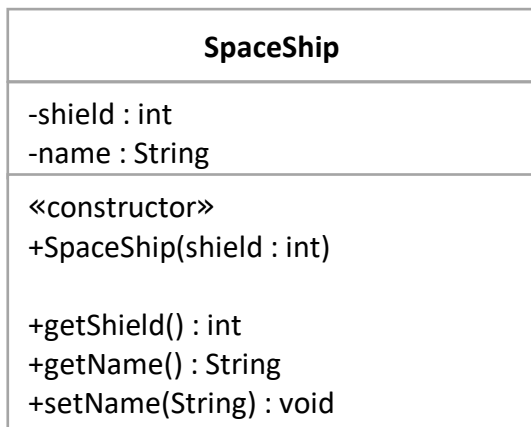 SpaceShip
-shield : int
-name : String
«constructor»
+SpaceShip(shield : int)
+getShield() : int
+getName() : String
+setName(String) : void